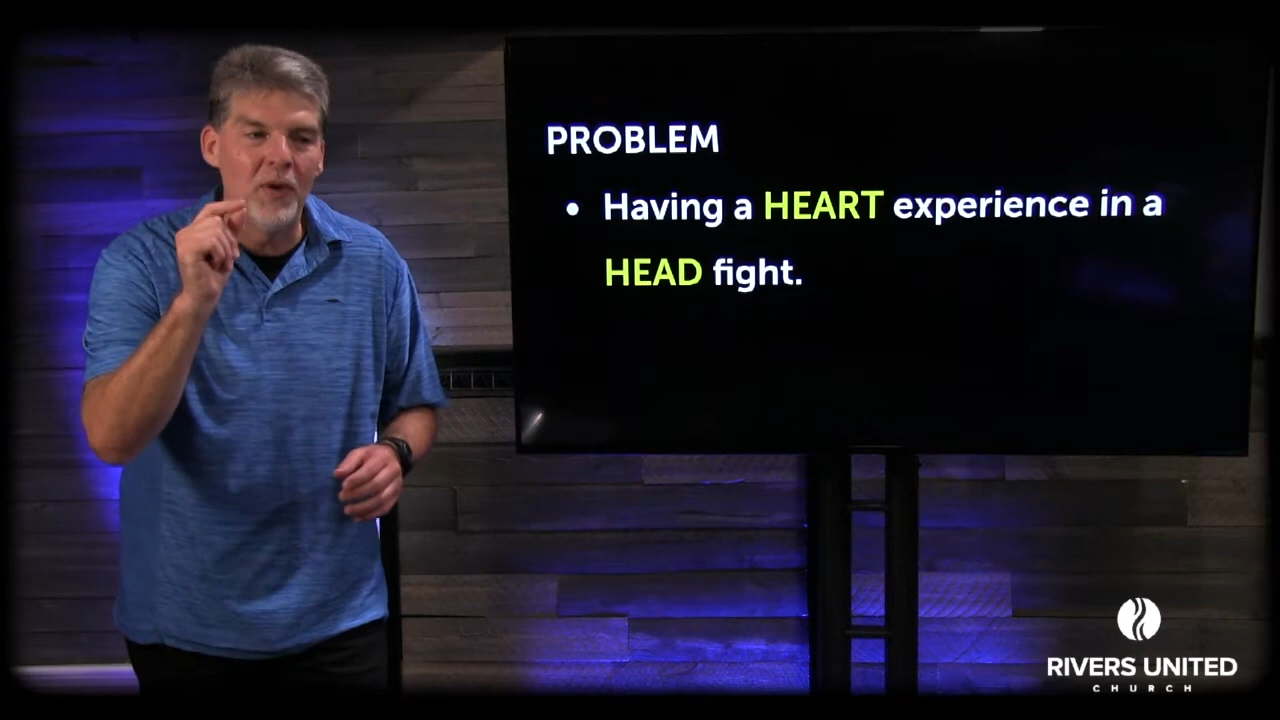 PROBLEM
• Having a HEART experience in a
HEAD fight.
RIVERS UNITED
CHURCH